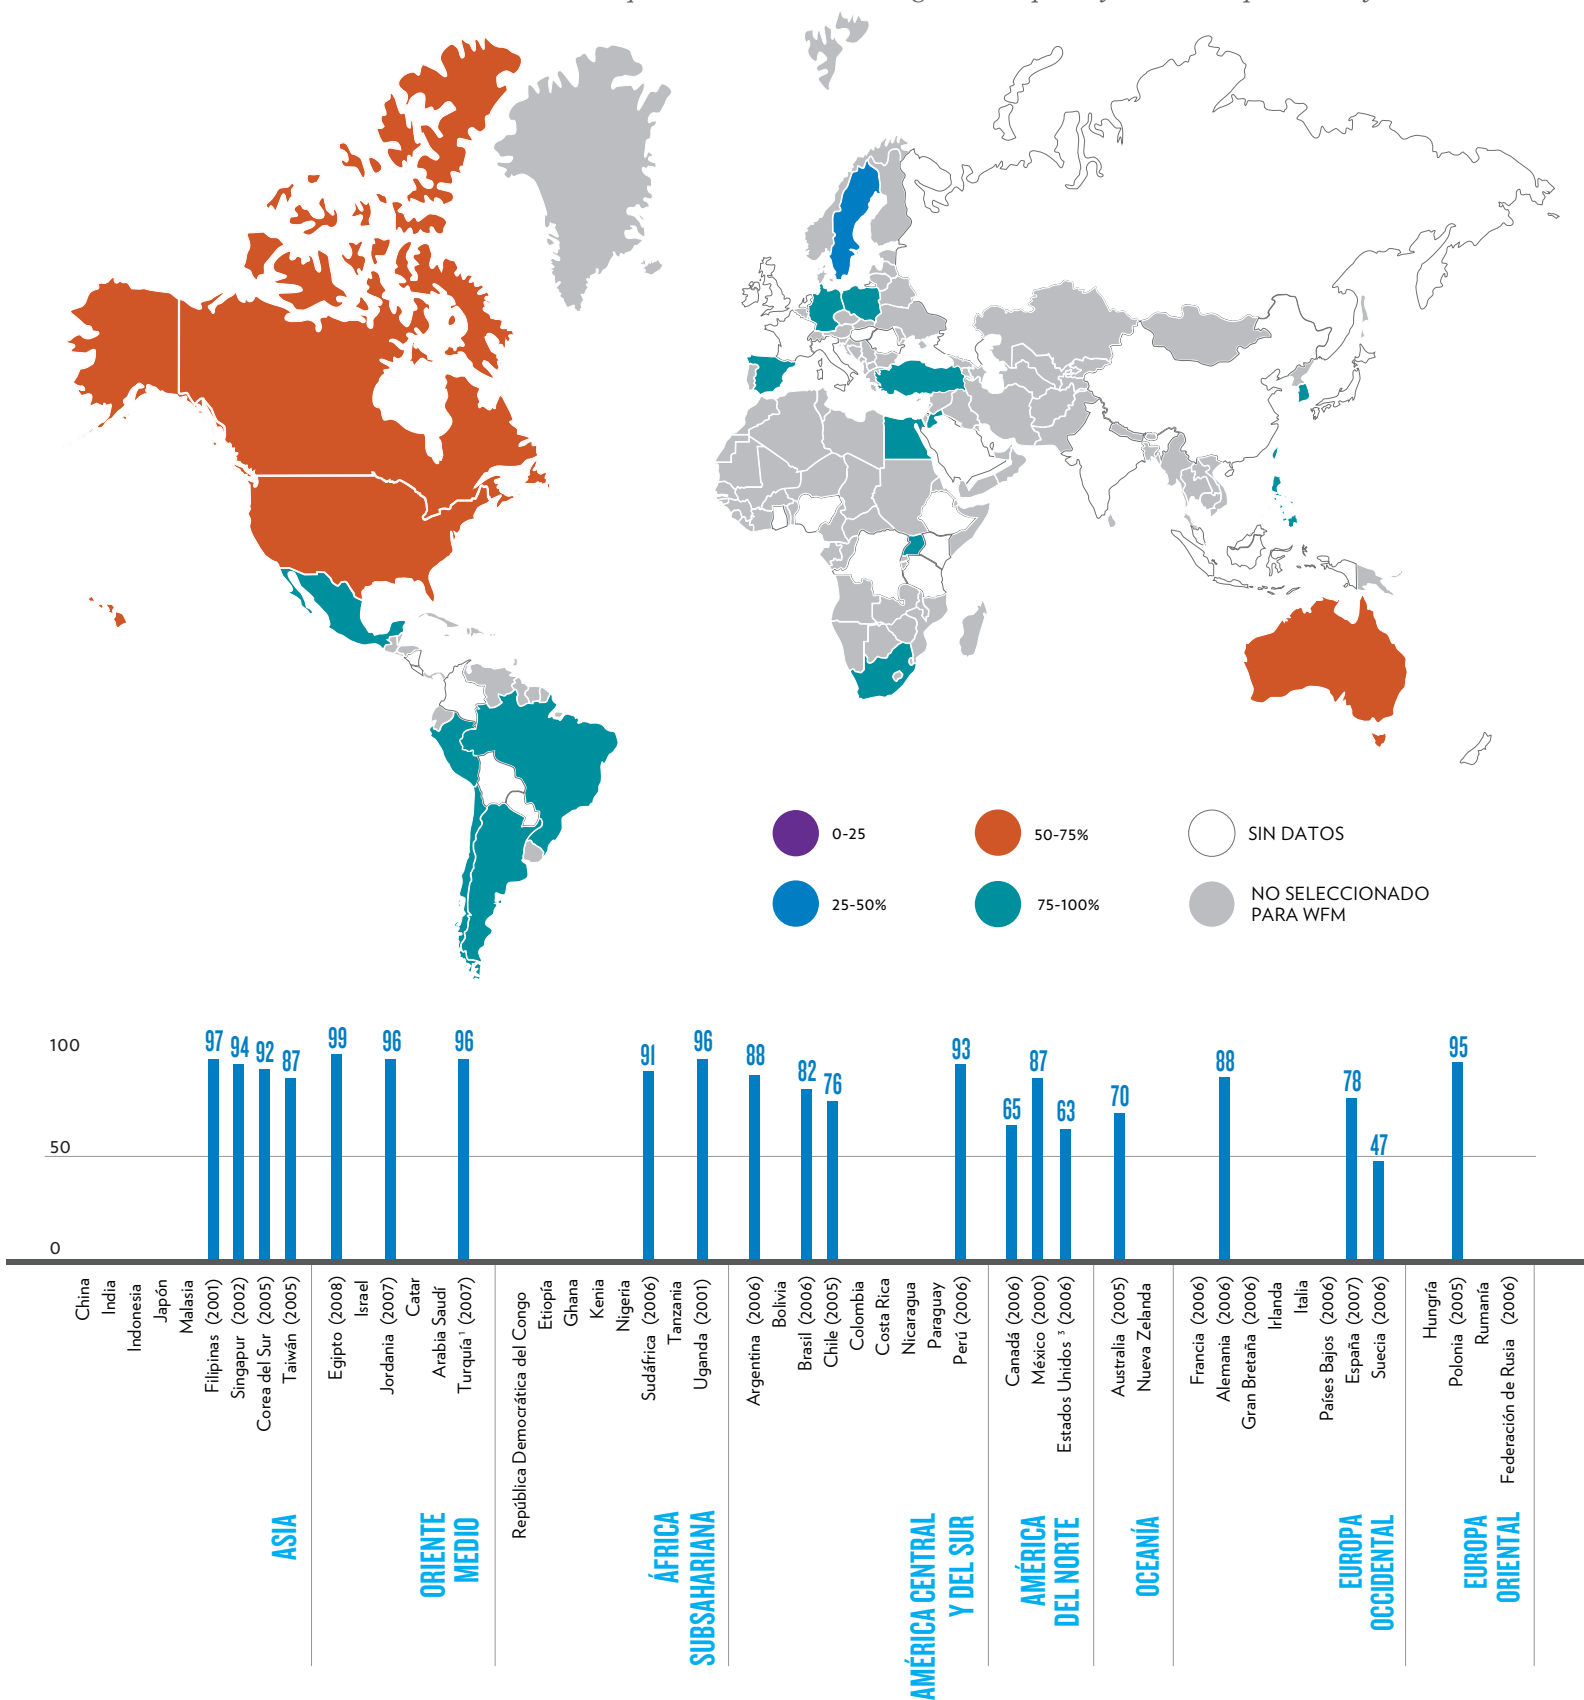 0-25
50-75%
SIN DATOS
25-50%
75-100%
NO SELECCIONADO
PARA WFM
100
50
0
97
94
92
87
99
96
96
91
96
88
82
76
93
65
87
63
70
88
78
47
95
China
India
Indonesia
Japón
Malasia
Filipinas (2001)
Singapur (2002)
Corea del Sur (2005)
Taiwán (2005)
Egipto (2008)
Israel
Jordania (2007)
Catar
Arabia Saudí
Turquía ¹ (2007)
República Democrática del Congo
Etiopía
Ghana
Kenia
Nigeria
Sudáfrica (2006)
Tanzania
Uganda (2001)
Argentina (2006)
Bolivia
Brasil (2006)
Chile (2005)
Colombia
Costa Rica
Nicaragua
Paraguay
Perú (2006)
Canadá (2006)
México (2000)
Estados Unidos ³ (2006)
Australia (2005)
Nueva Zelanda
Francia (2006)
Alemania (2006)
Gran Bretaña (2006)
Irlanda
Italia
Países Bajos (2006)
España (2007)
Suecia (2006)
Hungría
Polonia (2005)
Rumanía
Federación de Rusia (2006)
ASIA
ORIENTE
MEDIO
ÁFRICA
SUBSAHARIANA
AMÉRICA CENTRAL
Y DEL SUR
AMÉRICA
DEL NORTE
OCEANÍA
EUROPA
OCCIDENTAL
EUROPA
ORIENTAL